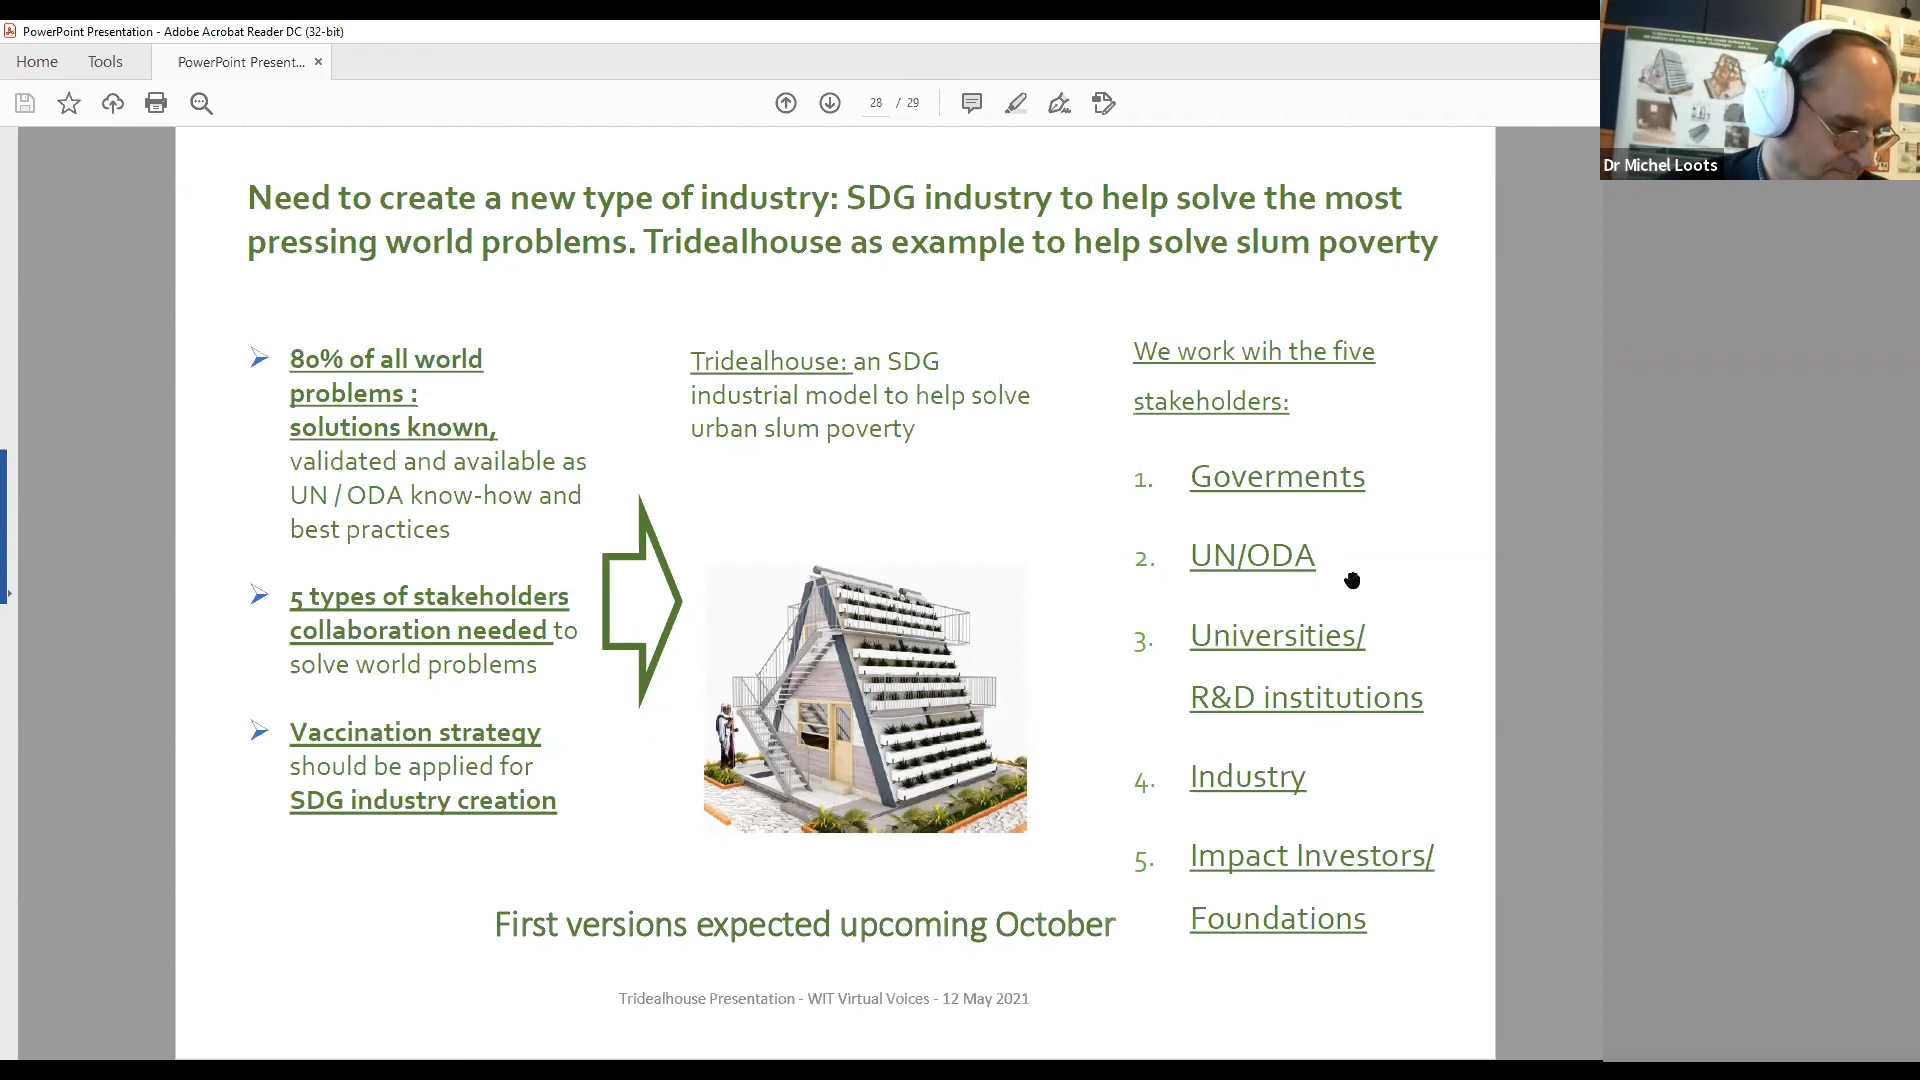 PowerPoint Presentation - Adobe Acrobat Reader DC (32-bit)
Home
Tools
PowerPoint Present...
28 / 29
Dr Michel Loots
Need to create a new type of industry: SDG industry to help solve the most
pressing world problems. Tridealhouse as example to help solve slum poverty
80% of all world
problems :
solutions known,
validated and available as
UN / ODA know-how and
best practices
5 types of stakeholders
collaboration needed to
solve world problems
Vaccination strategy
should be applied for
SDG industry creation
Tridealhouse: an SDG
industrial model to help solve
urban slum poverty
We work wih the five
stakeholders:
1. Goverments
2. UN/ODA
3. Universities/
R&D institutions
4. Industry
5. Impact Investors/
Foundations
First versions expected upcoming October
Tridealhouse Presentation - WIT Virtual Voices - 12 May 2021